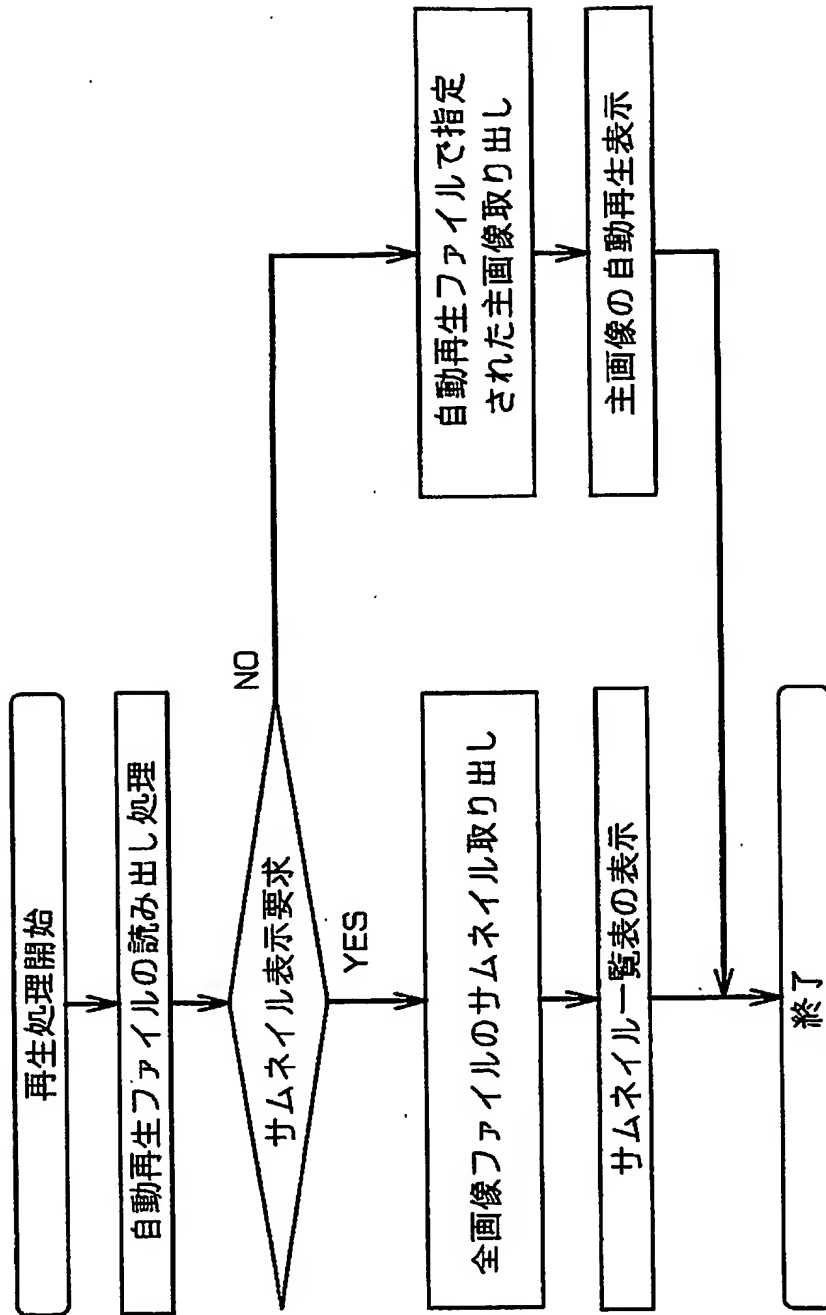 再生処理開始
自動再生ファイルの読み出し処理
サムネイル表示要求
NO
YES
全画像ファイルのサムネイル取り出し
サムネイル一覧表の表示
自動再生ファイルで指定
された主画像取り出し
主画像の自動再生表示
終了